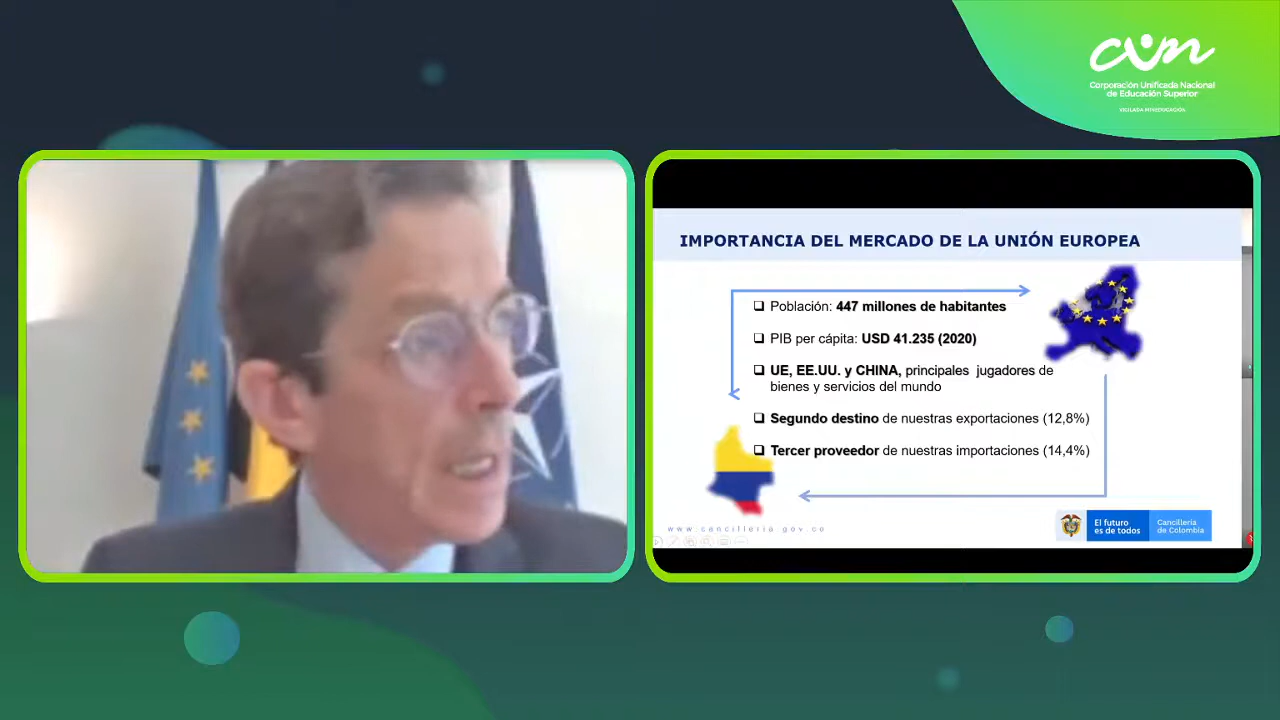 cun
Corporación Unificada Nacional
de Educación Superior
VIGILADA MINEDUCACIÓN
IMPORTANCIA DEL MERCADO DE LA UNIÓN EUROPEA
❑ Población: 447 millones de habitantes
❑ PIB per cápita: USD 41.235 (2020)
❑ UE, EE.UU. y CHINA, principales jugadores de
bienes y servicios del mundo
❑ Segundo destino de nuestras exportaciones (12,8%)
❑ Tercer proveedor de nuestras importaciones (14,4%)
www.cancilleria.gov.co
El futuro
es de todos
Cancillería
de Colombia